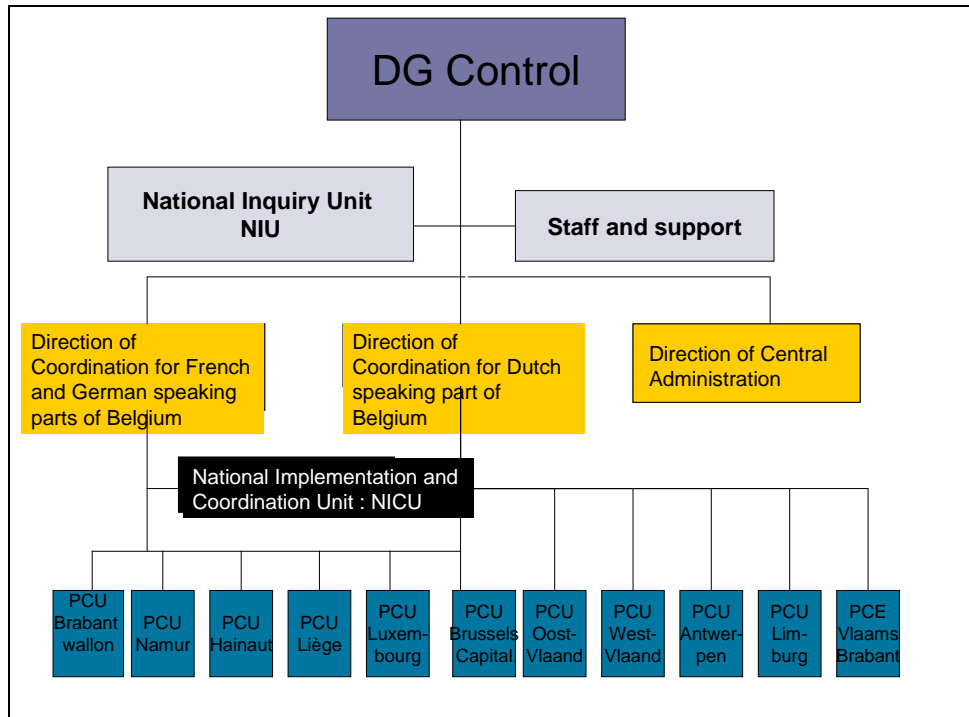 DG Control
National Inquiry Unit
NIU
Staff and support
Direction of
Coordination for French
and German speaking
parts of Belgium
Direction of
Coordination for Dutch
speaking part of
Belgium
Direction of Central
Administration
National Implementation and
Coordination Unit : NICU
PCU
Brabant
wallon
PCU
Namur
PCU
Hainaut
PCU
Liège
PCU
Luxem-
bourg
PCU
Brussels
Capital.
PCU
Oost-
Vlaand
PCU
West-
Vlaand
PCU
Antwer-
pen
PCU
Lim-
burg
PCE
Vlaams
Brabant